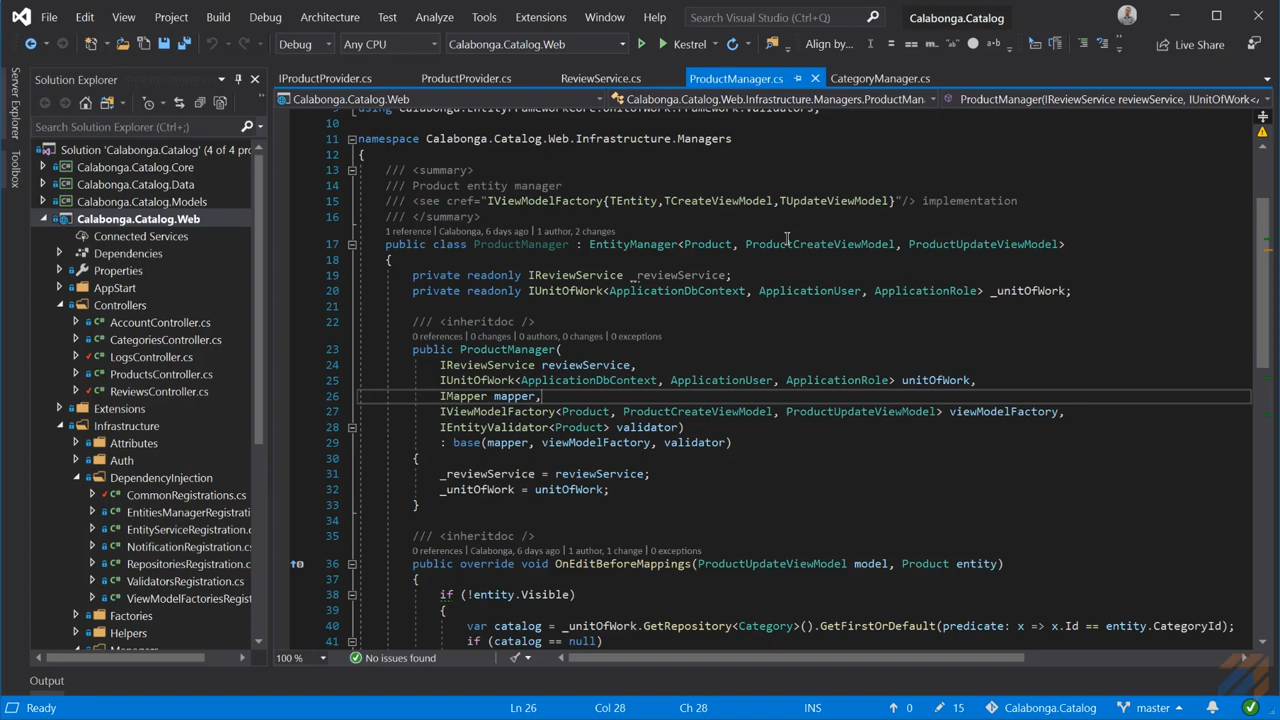 File Edit View Project Build Debug Architecture Test Analyze Tools Extensions Window Help Search Visual Studio (Ctrl+Q) Calabonga.Catalog
Debug Any CPU Calabonga.Catalog.Web Kestrel Align by... Live Share
Server Explorer
Toolbox
Solution Explorer
Search Solution Explorer (Ctrl+;)
Solution 'Calabonga.Catalog' (4 of 4 pro
Calabonga.Catalog.Core
Calabonga.Catalog.Data
Calabonga.Catalog.Models
Calabonga.Catalog.Web
Connected Services
Dependencies
Properties
AppStart
Controllers
AccountController.cs
CategoriesController.cs
LogsController.cs
ProductsController.cs
ReviewsController.cs
Extensions
Infrastructure
Attributes
Auth
DependencyInjection
CommonRegistrations.cs
EntitiesManagerRegistrati
EntityServiceRegistration.c
NotificationRegistration.cs
RepositoriesRegistration.c
ValidatorsRegistration.cs
ViewModelFactoriesRegist
Factories
Helpers
IProductProvider.cs ProductProvider.cs ReviewService.cs ProductManager.cs CategoryManager.cs
Calabonga.Catalog.Web Calabonga.Catalog.Web.Infrastructure.Managers.ProductMan ProductManager(IReviewService reviewService, IUnitOfWork<
10
11 namespace Calabonga.Catalog.Web.Infrastructure.Managers
12 {
13 /// <summary>
14 /// Product entity manager
15 /// <see cref="IViewModelFactory{TEntity,TCreateViewModel,TUpdateViewModel}"/> implementation
16 /// </summary>
1 reference | Calabonga, 6 days ago | 1 author, 2 changes
17 public class ProductManager : EntityManager<Product, ProductCreateViewModel, ProductUpdateViewModel>
18 {
19 private readonly IReviewService _reviewService;
20 private readonly IUnitOfWork<ApplicationDbContext, ApplicationUser, ApplicationRole> _unitOfWork;
21
22 /// <inheritdoc />
0 references | 0 changes | 0 authors, 0 changes | 0 exceptions
23 public ProductManager(
24 IReviewService reviewService,
25 IUnitOfWork<ApplicationDbContext, ApplicationUser, ApplicationRole> unitOfWork,
26 IMapper mapper,
27 IViewModelFactory<Product, ProductCreateViewModel, ProductUpdateViewModel> viewModelFactory,
28 IEntityValidator<Product> validator)
29 : base(mapper, viewModelFactory, validator)
30 {
31 _reviewService = reviewService;
32 _unitOfWork = unitOfWork;
33 }
34
35 /// <inheritdoc />
0 references | Calabonga, 6 days ago | 1 author, 1 change | 0 exceptions
36 public override void OnEditBeforeMappings(ProductUpdateViewModel model, Product entity)
37 {
38 if (!entity.Visible)
39 {
40 var catalog = _unitOfWork.GetRepository<Category>().GetFirstOrDefault(predicate: x => x.Id == entity.CategoryId);
41 if (catalog == null)
100 % No issues found
Output
Ready Ln 26 Col 28 Ch 28 INS 0 15 Calabonga.Catalog master